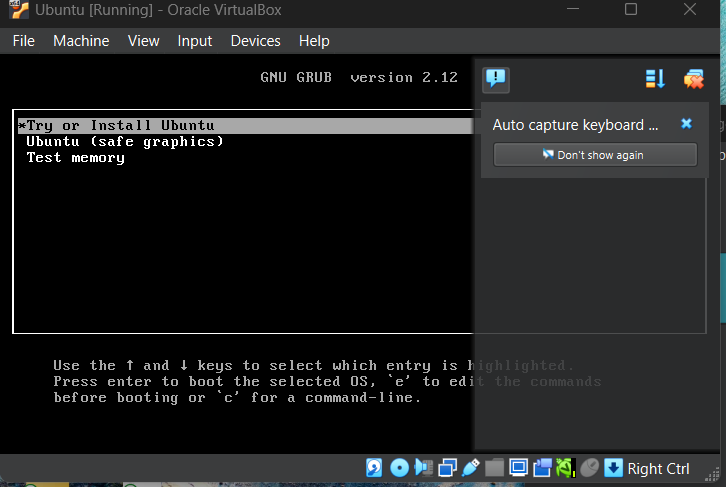 Ubuntu [Running] - Oracle VirtualBox
File Machine View Input Devices Help
GNU GRUB version 2.12
Auto capture keyboard ...
Don't show again
*Try or Install Ubuntu
Ubuntu (safe graphics)
Test memory
Use the ↑ and ↓ keys to select which entry is highlighted.
Press enter to boot the selected OS, `e' to edit the commands
before booting or `c' for a command-line.
Right Ctrl